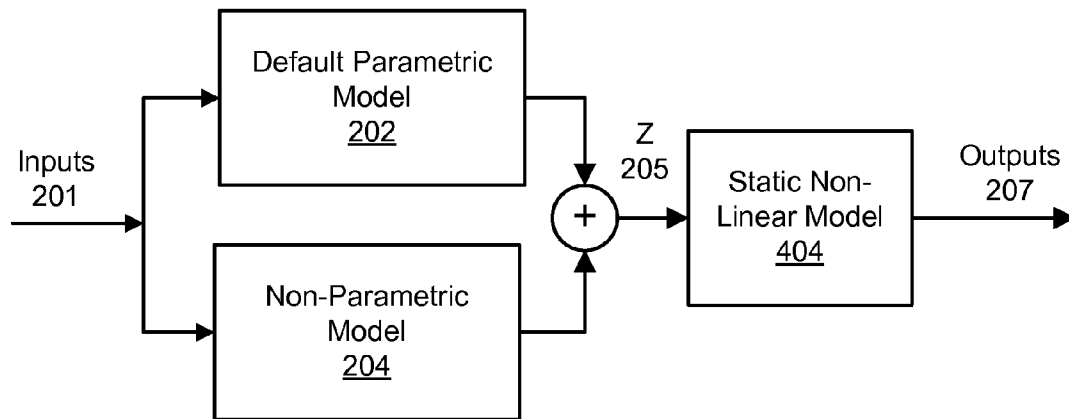 Default Parametric
Model
202
Inputs
201
Z
205
+
Static Non-
Linear Model
404
Outputs
207
Non-Parametric
Model
204